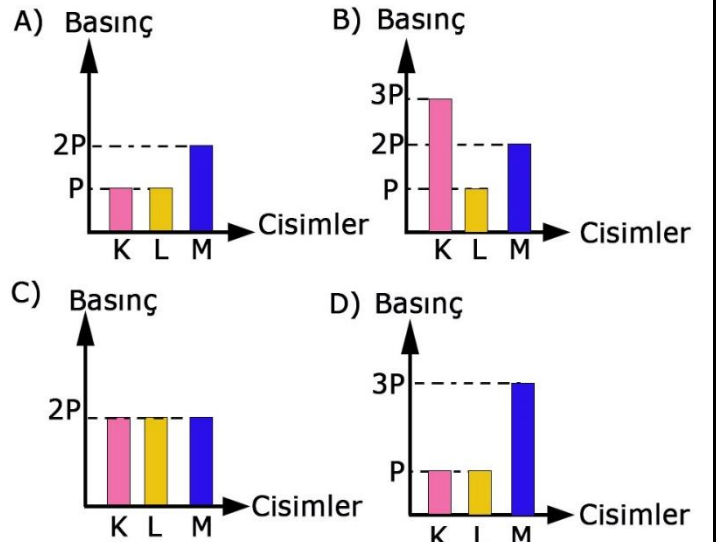 A) Basınç
2P
P
K L M
Cisimler
B) Basınç
3P
2P
P
K L M
Cisimler
C) Basınç
2P
K L M
Cisimler
D) Basınç
3P
P
K L M
Cisimler